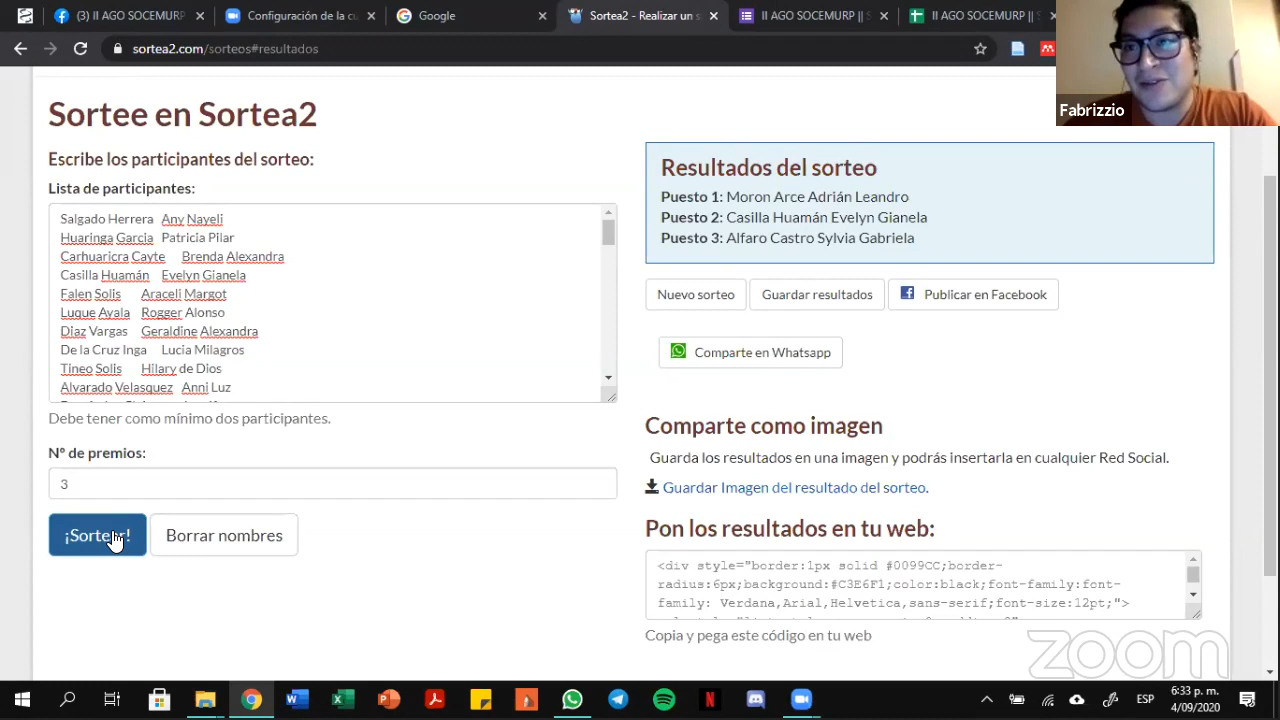 (3) II AGO SOCEMURP
Configuración de la cu
Google
Sortea2 - Realizar un s
II AGO SOCEMURP || S
II AGO SOCEMURP || S
sortea2.com/sorteos#resultados
Fabrizzio
Sortee en Sortea2
Escribe los participantes del sorteo:
Lista de participantes:
Salgado Herrera Any Nayeli
Huaringa Garcia Patricia Pilar
Carhuaricra Cayte Brenda Alexandra
Casilla Huamán Evelyn Gianela
Falen Solis Araceli Margot
Luque Ayala Rogger Alonso
Diaz Vargas Geraldine Alexandra
De la Cruz Inga Lucia Milagros
Tineo Solis Hilary de Dios
Alvarado Velasquez Anni Luz
Debe tener como mínimo dos participantes.
Nº de premios:
3
¡Sortear!
Borrar nombres
Resultados del sorteo
Puesto 1: Moron Arce Adrián Leandro
Puesto 2: Casilla Huamán Evelyn Gianela
Puesto 3: Alfaro Castro Sylvia Gabriela
Nuevo sorteo
Guardar resultados
Publicar en Facebook
Comparte en Whatsapp
Comparte como imagen
Guarda los resultados en una imagen y podrás insertarla en cualquier Red Social.
Guardar Imagen del resultado del sorteo.
Pon los resultados en tu web:
<div style="border:1px solid #0099CC;border-
radius:6px;background:#C3E6F1;color:black;font-family:font-
family: Verdana,Arial,Helvetica,sans-serif;font-size:12pt;">
Copia y pega este código en tu web
zoom
ESP
6:33 p. m.
4/09/2020